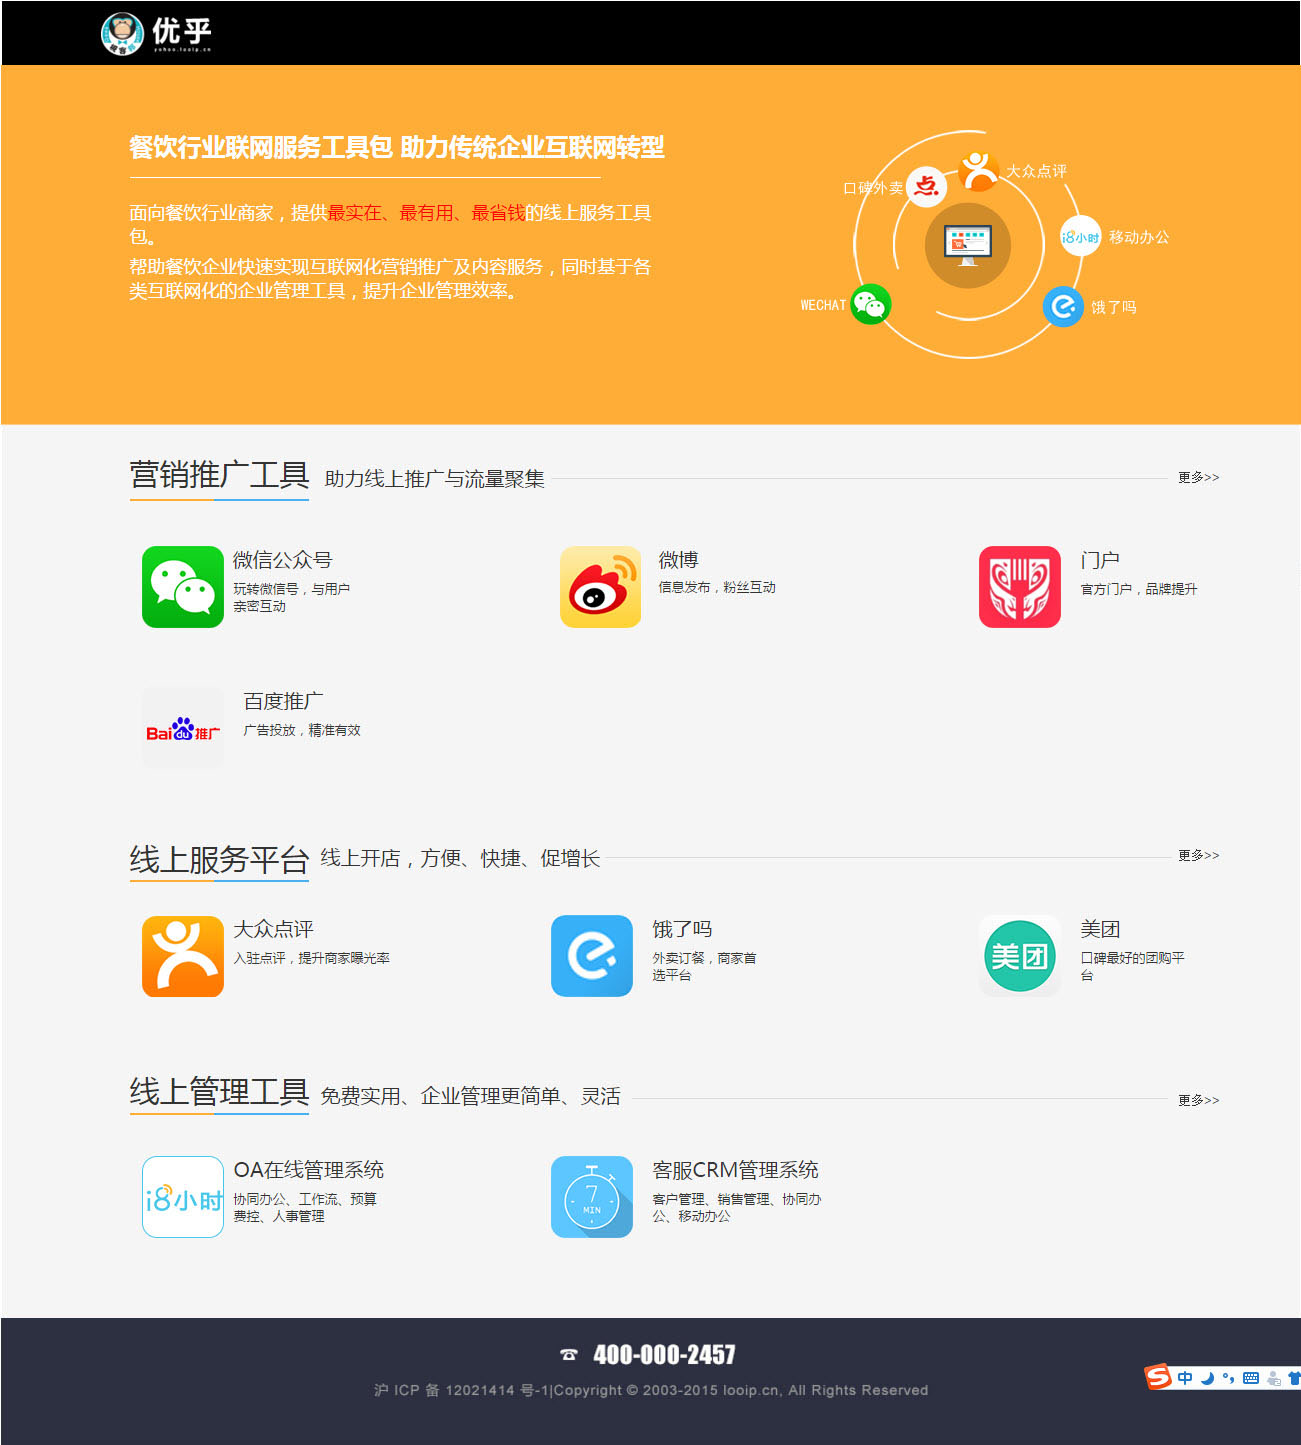 优乎
yohoo.looip.cn
餐饮行业联网服务工具包 助力传统企业互联网转型
面向餐饮行业商家，提供最实在、最有用、最省钱的线上服务工具
包。
帮助餐饮企业快速实现互联网化营销推广及内容服务，同时基于各
类互联网化的企业管理工具，提升企业管理效率。
大众点评
口碑外卖
点
i8小时
移动办公
WECHAT
饿了吗
营销推广工具 助力线上推广与流量聚集 更多>>
微信公众号
玩转微信号，与用户
亲密互动
微博
信息发布，粉丝互动
门户
官方门户，品牌提升
Baidu推广
百度推广
广告投放，精准有效
线上服务平台 线上开店，方便、快捷、促增长 更多>>
大众点评
入驻点评，提升商家曝光率
饿了吗
外卖订餐，商家首
选平台
美团
美团
口碑最好的团购平
台
线上管理工具 免费实用、企业管理更简单、灵活 更多>>
i8小时
OA在线管理系统
协同办公、工作流、预算
费控、人事管理
7
MIN
客服CRM管理系统
客户管理、销售管理、协同办
公、移动办公
400-000-2457
沪 ICP 备 12021414 号-1|Copyright © 2003-2015 looip.cn, All Rights Reserved
S 中